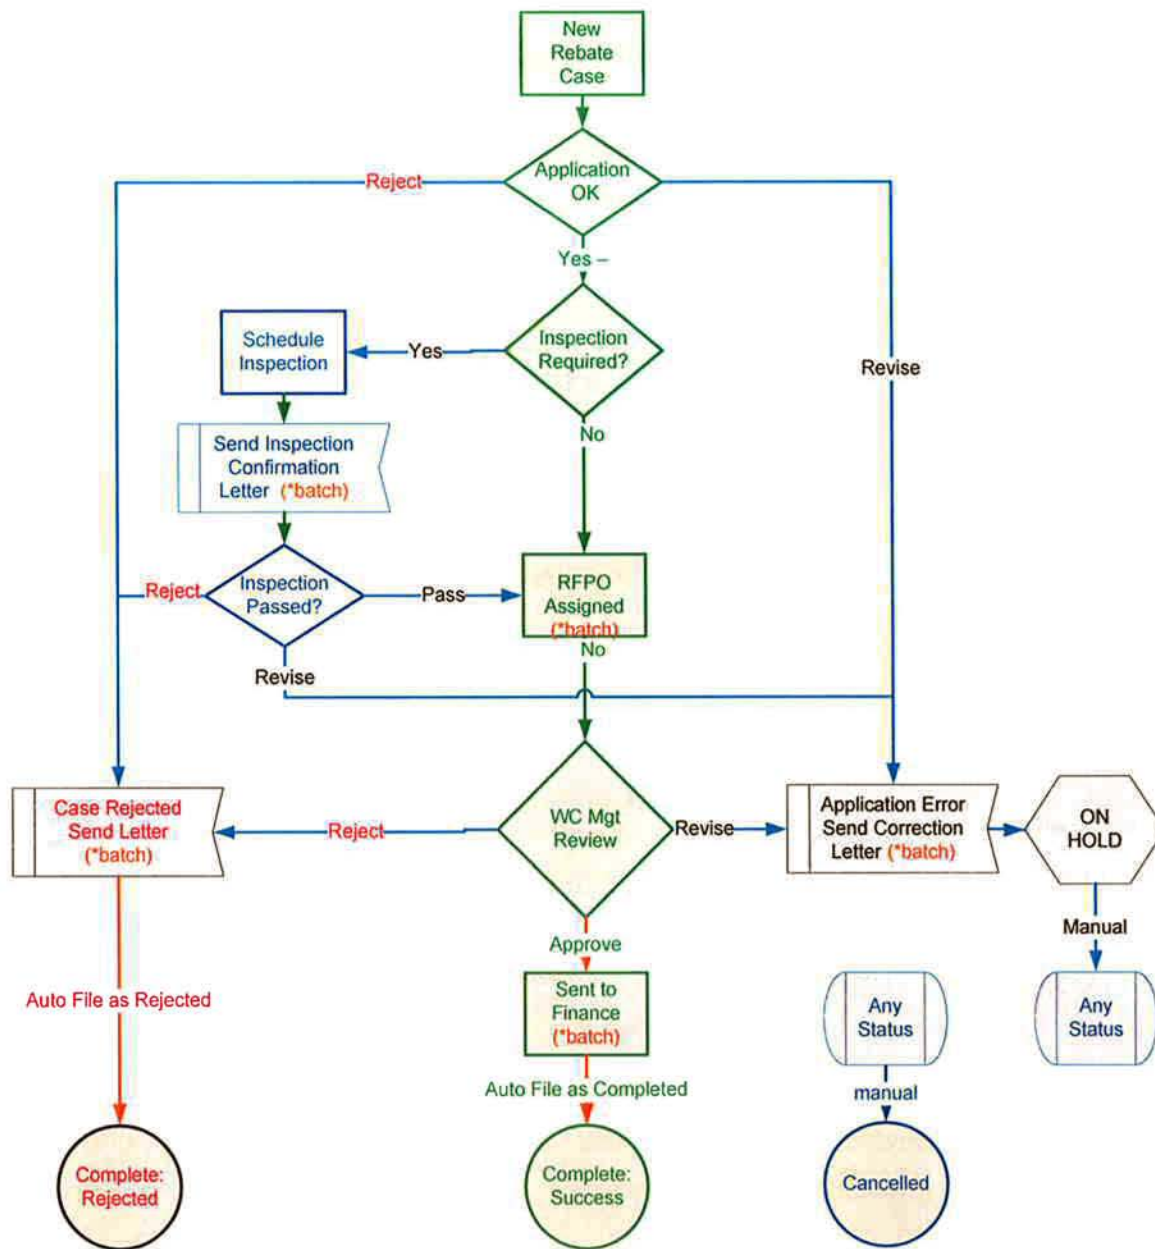 New
Rebate
Case
Application
OK
Reject
Yes –
Inspection
Required?
Yes
Schedule
Inspection
Revise
No
Send Inspection
Confirmation
Letter (*batch)
Inspection
Passed?
Reject
Pass
RFPO
Assigned
(*batch)
No
Revise
Case Rejected
Send Letter
(*batch)
Reject
WC Mgt
Review
Revise
Application Error
Send Correction
Letter (*batch)
ON
HOLD
Manual
Approve
Auto File as Rejected
Sent to
Finance
(*batch)
Any
Status
Any
Status
Auto File as Completed
manual
Complete:
Rejected
Complete:
Success
Cancelled